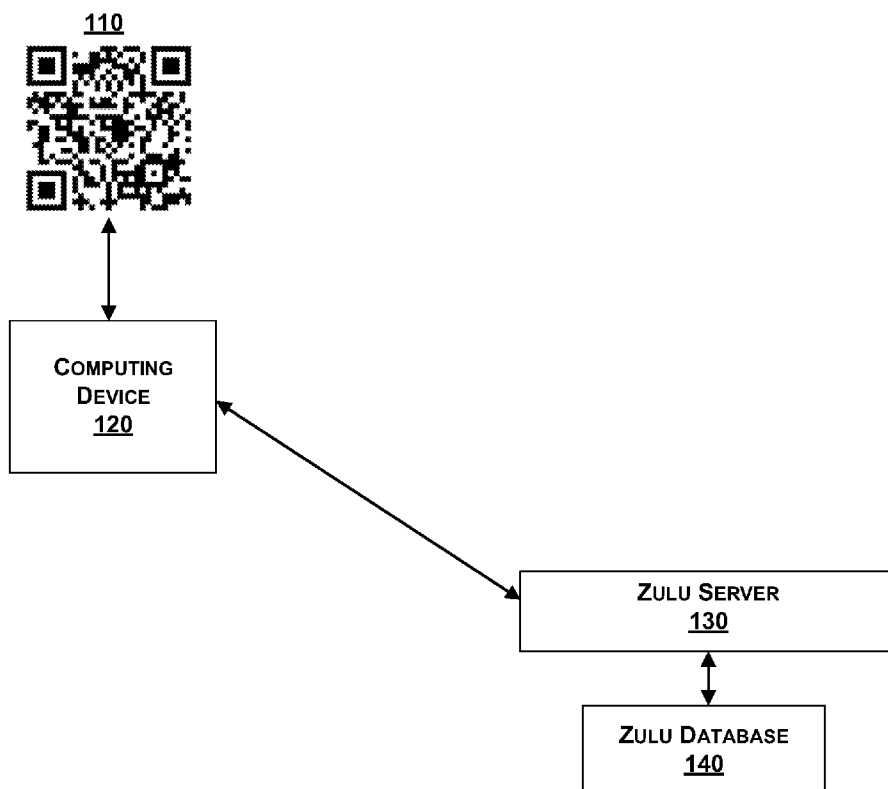 110
COMPUTING
DEVICE
120
ZULU SERVER
130
ZULU DATABASE
140